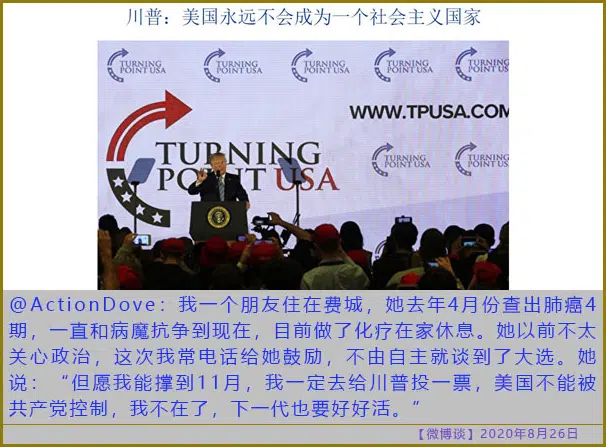 川普：美国永远不会成为一个社会主义国家
TURNING
POINT USA
TURNING
POINT USA
TURNING
POINT USA
TURNING
POINT USA
WWW.TPUSA.COM
TURNING
POINT USA
TURNING
POINT USA
TURNING
POINT USA
@ActionDove：我一个朋友住在费城，她去年4月份查出肺癌4
期，一直和病魔抗争到现在，目前做了化疗在家休息。她以前不太
关心政治，这次我常电话给她鼓励，不由自主就谈到了大选。她
说：“但愿我能撑到11月，我一定去给川普投一票，美国不能被
共产党控制，我不在了，下一代也要好好活。”
【微博谈】2020年8月26日